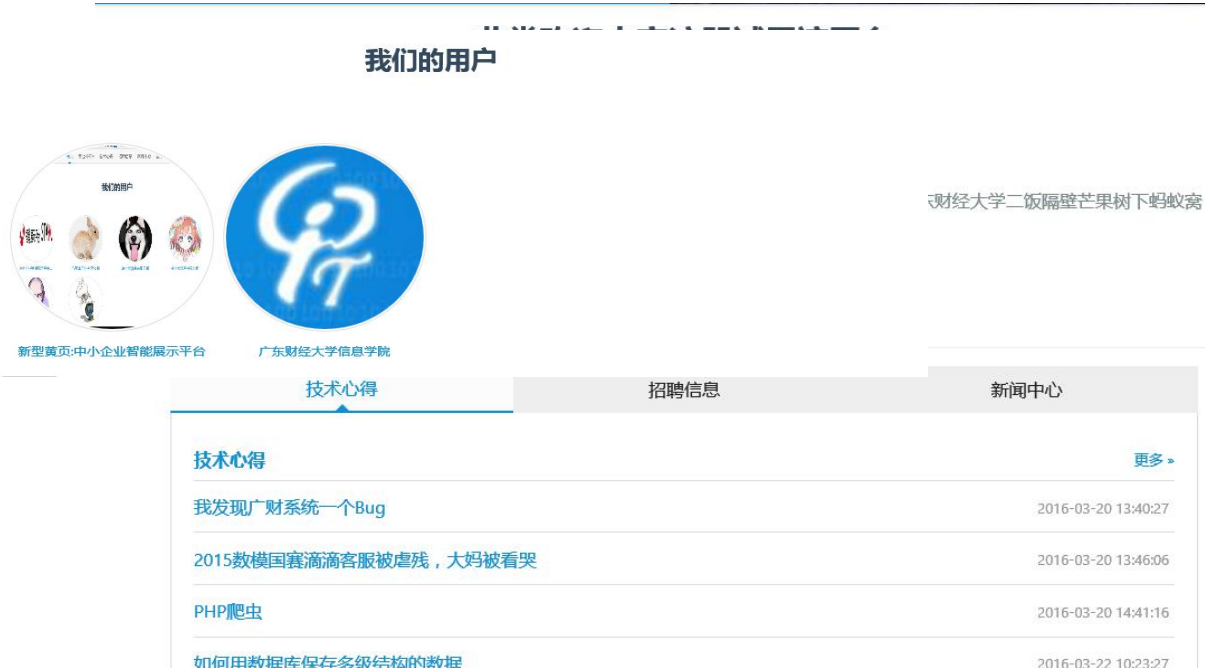 我们的用户
我们的用户
财经大学二饭隔壁芒果树下蚂蚁窝
新型黄页:中小企业智能展示平台
广东财经大学信息学院
技术心得
招聘信息
新闻中心
技术心得
更多 »
我发现广财系统一个Bug
2016-03-20 13:40:27
2015数模国赛滴滴客服被虐残，大妈被看哭
2016-03-20 13:46:06
PHP爬虫
2016-03-20 14:41:16
如何用数据库保存多级结构的数据
2016-03-22 10:23:27